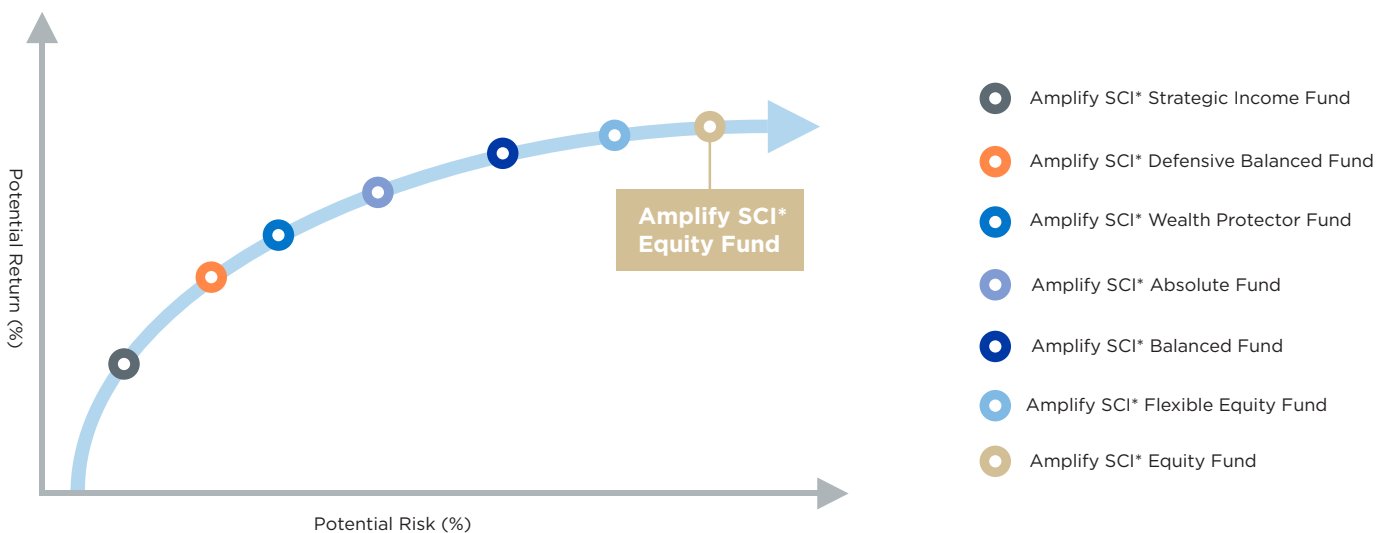 Potential Return (%)
Amplify SCI*
Equity Fund
Potential Risk (%)
Amplify SCI* Strategic Income Fund
Amplify SCI* Defensive Balanced Fund
Amplify SCI* Wealth Protector Fund
Amplify SCI* Absolute Fund
Amplify SCI* Balanced Fund
Amplify SCI* Flexible Equity Fund
Amplify SCI* Equity Fund